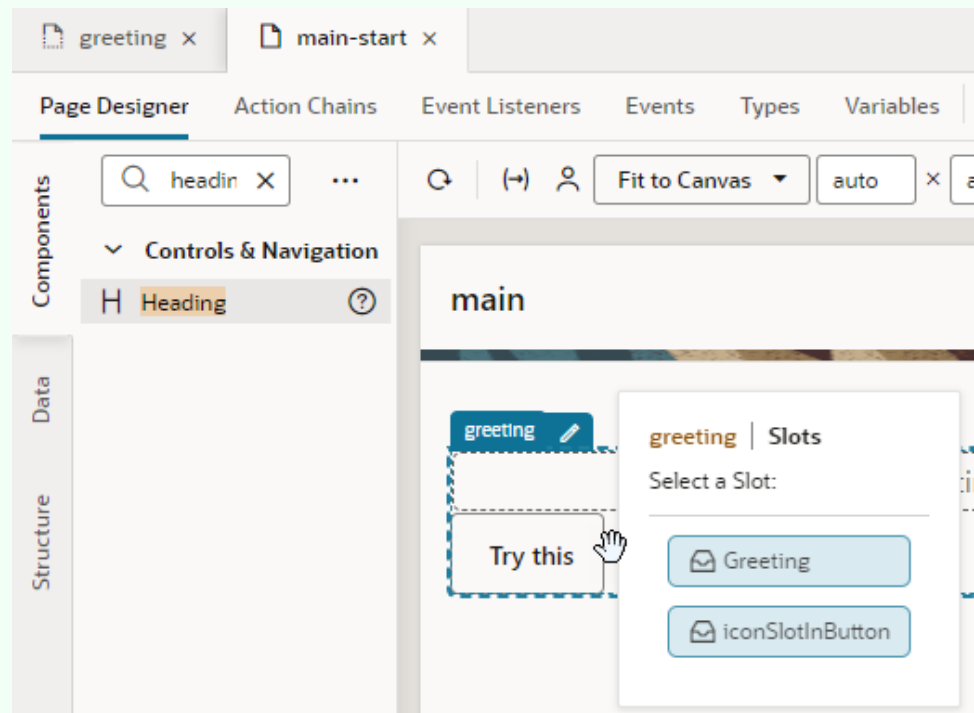 greeting ×
main-start ×
Page Designer Action Chains Event Listeners Events Types Variables
Components
Data
Structure
headin
Controls & Navigation
Heading
Fit to Canvas
auto ×
main
greeting
Try this
greeting | Slots
Select a Slot:
Greeting
iconSlotInButton